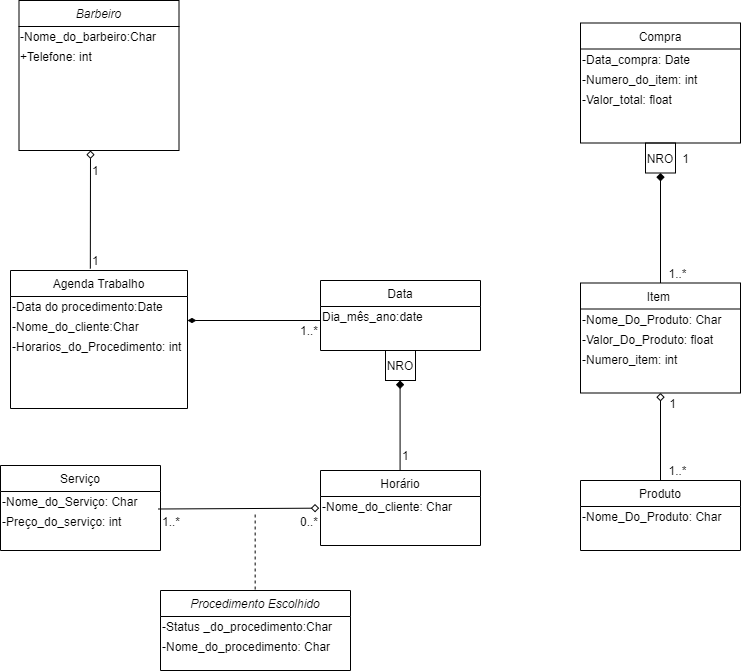 Barbeiro
-Nome_do_barbeiro:Char
+Telefone: int
1
1
Agenda Trabalho
-Data do procedimento:Date
-Nome_do_cliente:Char
-Horarios_do_Procedimento: int
1..*
Data
Dia_mês_ano:date
NRO
1
Serviço
-Nome_do_Serviço: Char
-Preço_do_serviço: int
1..*
0..*
Horário
-Nome_do_cliente: Char
Procedimento Escolhido
-Status _do_procedimento:Char
-Nome_do_procedimento: Char
Compra
-Data_compra: Date
-Numero_do_item: int
-Valor_total: float
NRO
1
1..*
Item
-Nome_Do_Produto: Char
-Valor_Do_Produto: float
-Numero_item: int
1
1..*
Produto
-Nome_Do_Produto: Char